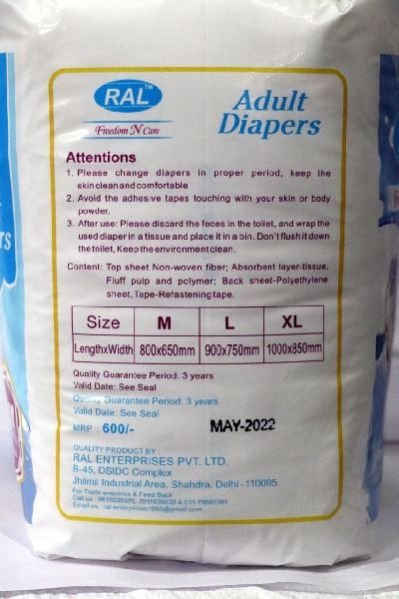 RAL™
Freedom N Care
Adult
Diapers
Attentions
1. Please change diapers in proper period, keep the
skin clean and comfortable
2. Avoid the adhesive tapes touching with your skin or body
powder.
3. After use: Please discard the feces in the toilet, and wrap the
used diaper in a tissue and place it in a bin. Don't flush it down
the toilet, Keep the environment clean.
Content: Top sheet Non-woven fiber; Absorbent layer-tissue,
Fluff pulp and polymer; Back sheet-Polyethylene
sheet, Tape-Refastening tape.
Size M L XL
LengthxWidth 800x650mm 900x750mm 1000x850mm
Quality Guarantee Period: 3 years
Valid Date: See Seal
Quality Guarantee Period: 3 years
Valid Date: See Seal
MRP : 600/- MAY-2022
QUALITY PRODUCT BY :
RAL ENTERPRISES PVT. LTD.
B-45, DSIDC Complex
Jhilmil Industrial Area, Shahdra, Delhi - 110095
For Trade enquiries & Feed Back
Call us :
Email us :